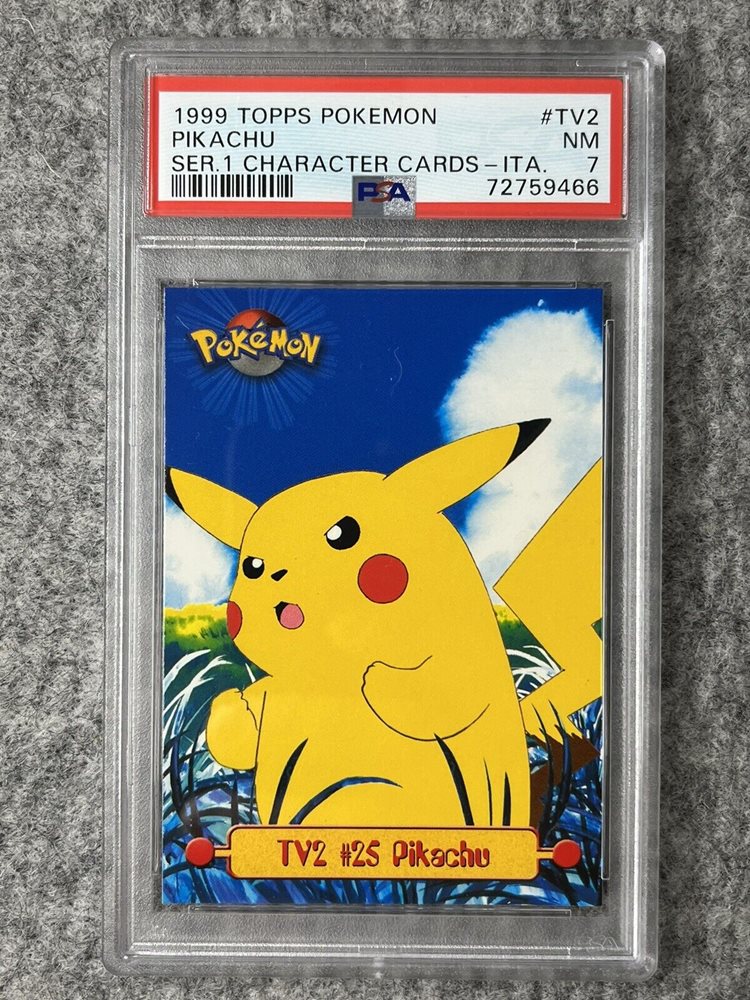 1999 TOPPS POKEMON #TV2
PIKACHU NM
SER.1 CHARACTER CARDS-ITA. 7
PSA 72759466
POKéMON
TV2 #25 Pikachu